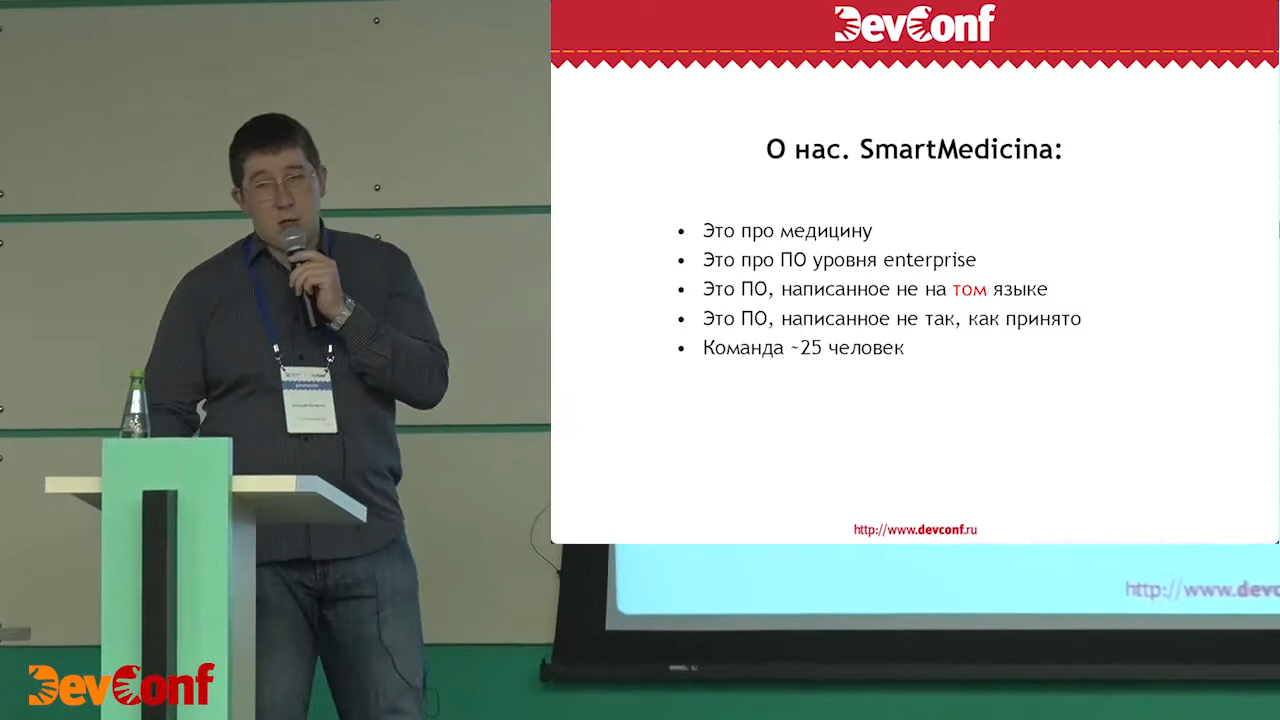 DevConf
О нас. SmartMedicina:
• Это про медицину
• Это про ПО уровня enterprise
• Это ПО, написанное не на том языке
• Это ПО, написанное не так, как принято
• Команда ~25 человек
http://www.devconf.ru
http://www.devc
DevConf